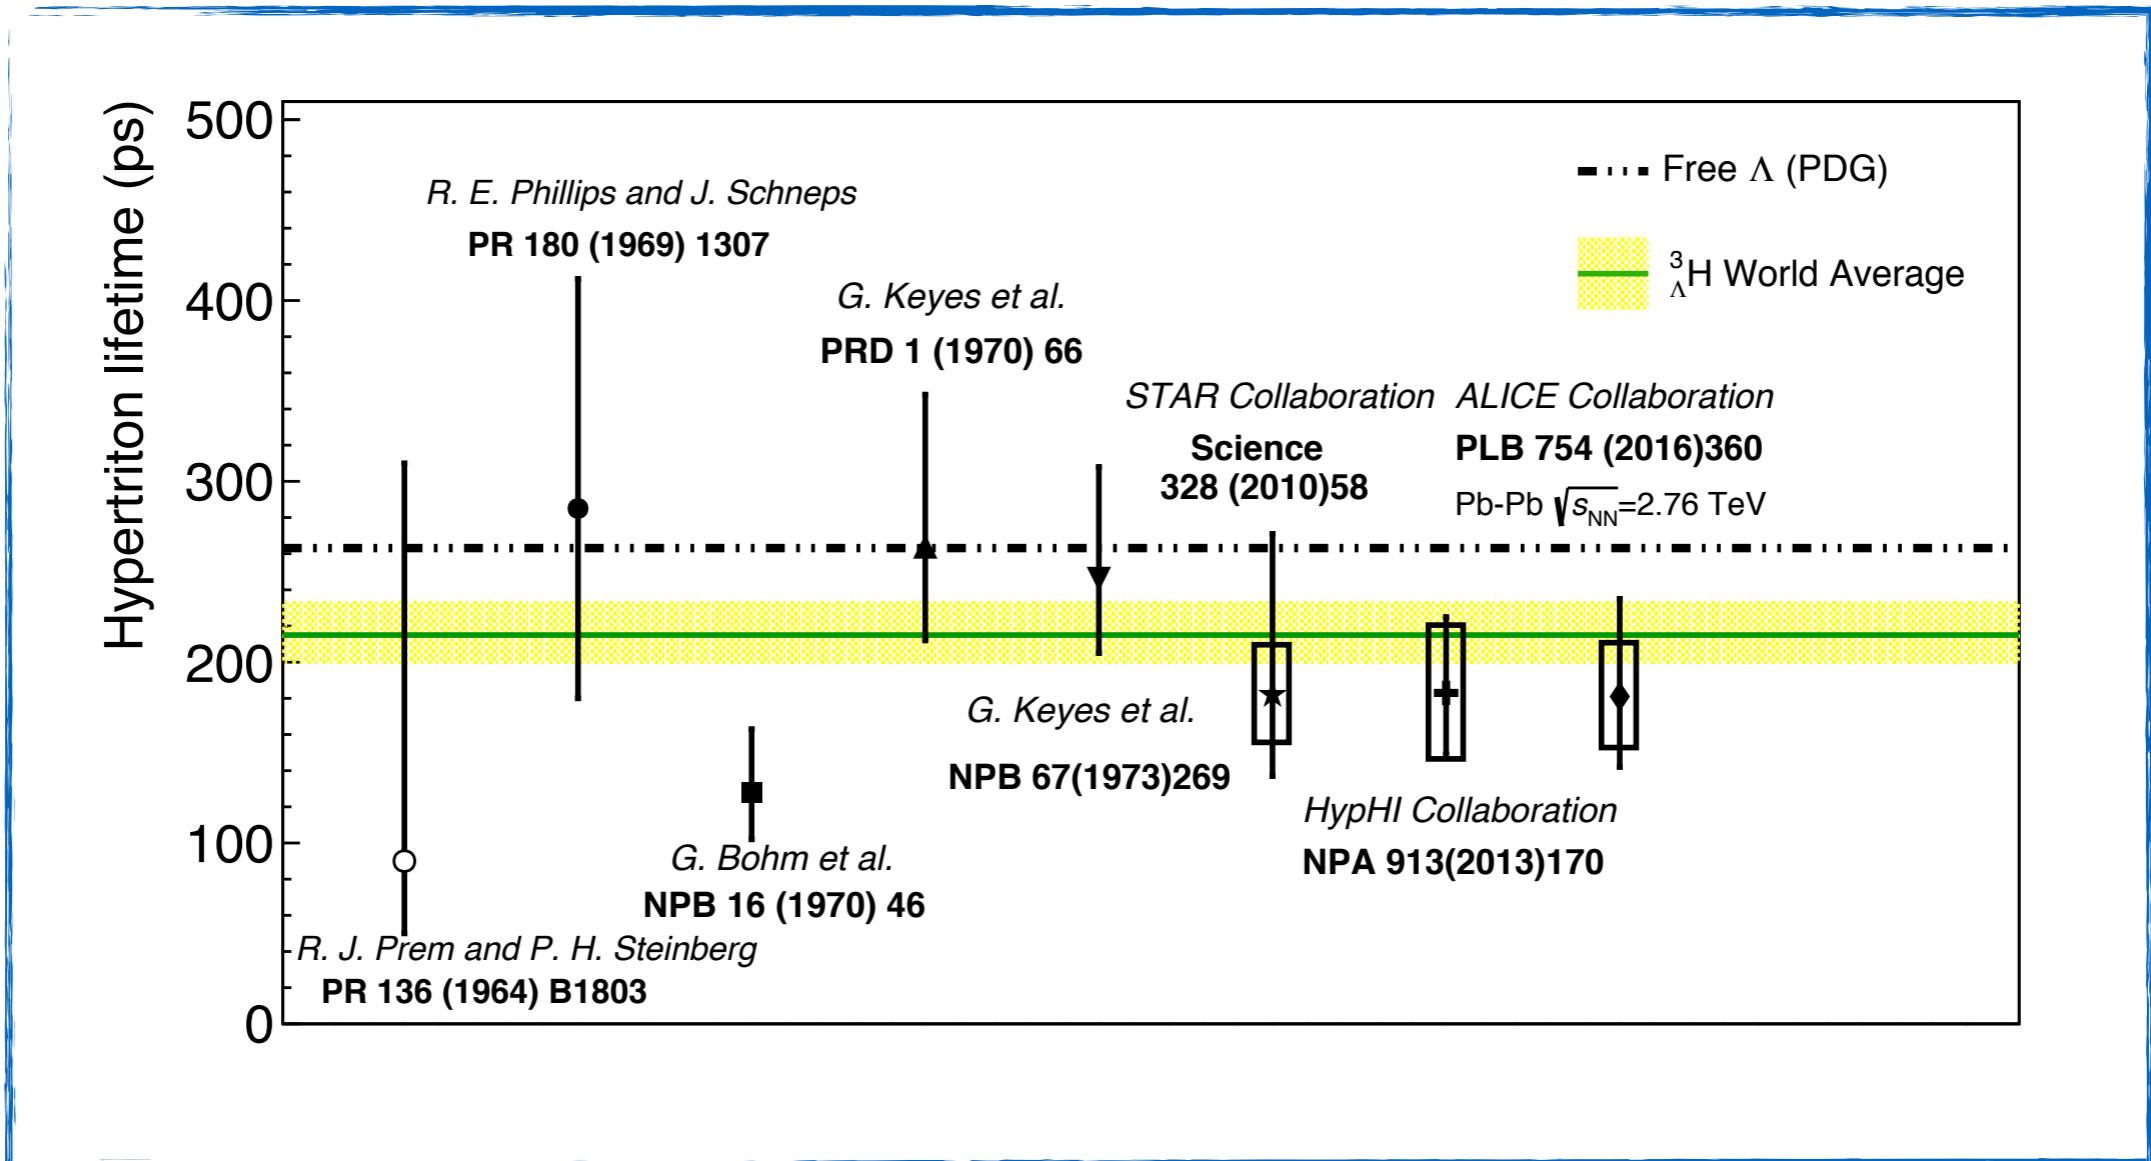 Hypertriton lifetime (ps)
500
400
300
200
100
0
R. E. Phillips and J. Schneps
PR 180 (1969) 1307
G. Keyes et al.
PRD 1 (1970) 66
Free Λ (PDG)
³ΛH World Average
STAR Collaboration
Science
328 (2010)58
ALICE Collaboration
PLB 754 (2016)360
Pb-Pb √sNN=2.76 TeV
G. Keyes et al.
NPB 67(1973)269
HypHI Collaboration
NPA 913(2013)170
G. Bohm et al.
NPB 16 (1970) 46
R. J. Prem and P. H. Steinberg
PR 136 (1964) B1803